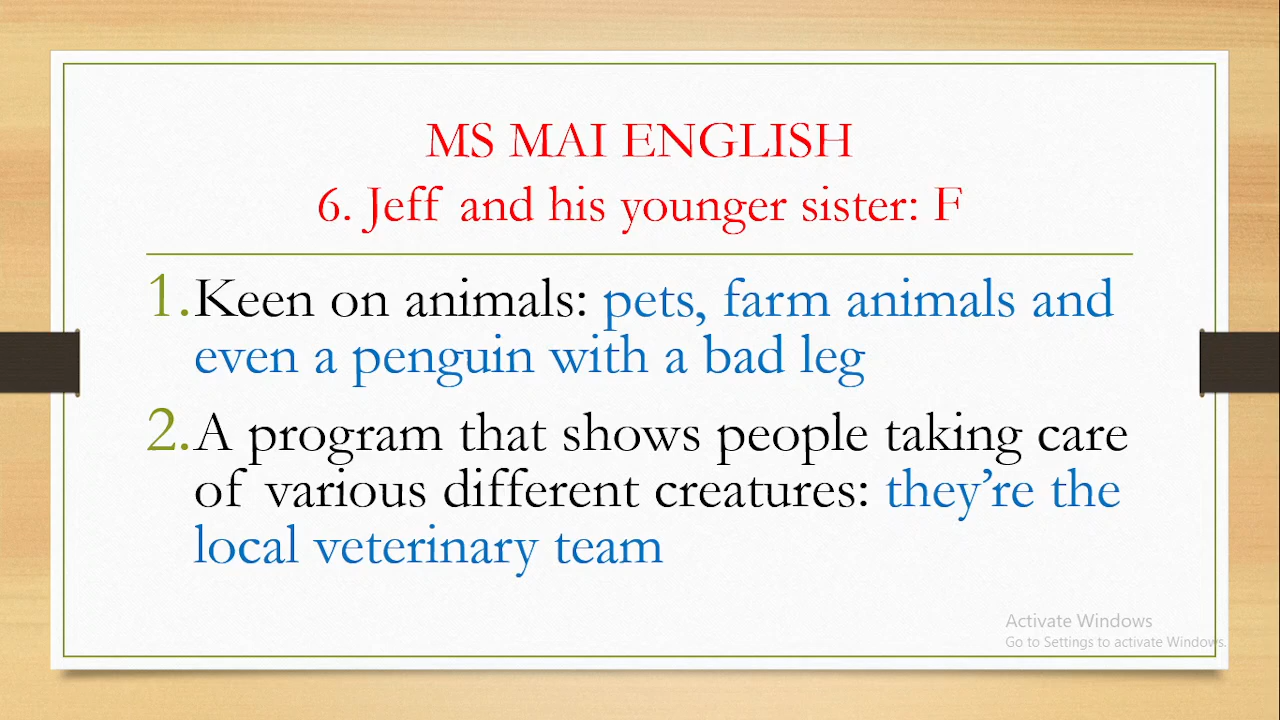 MS MAI ENGLISH
6. Jeff and his younger sister: F
1. Keen on animals: pets, farm animals and
even a penguin with a bad leg
2. A program that shows people taking care
of various different creatures: they’re the
local veterinary team
Activate Windows
Go to Settings to activate Windows.